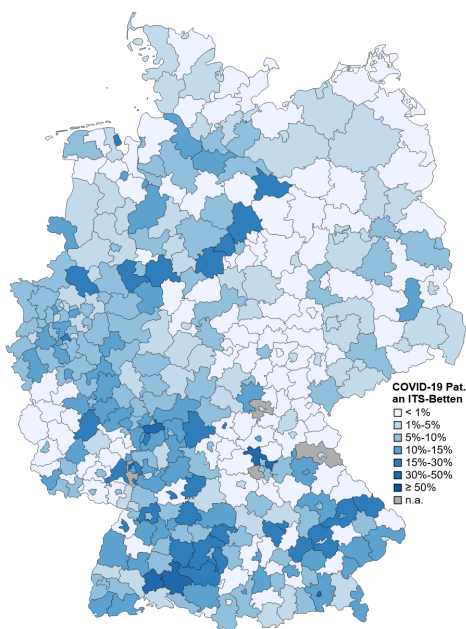 COVID-19 Pat.
an ITS-Betten
< 1%
1%-5%
5%-10%
10%-15%
15%-30%
30%-50%
≥ 50%
n.a.